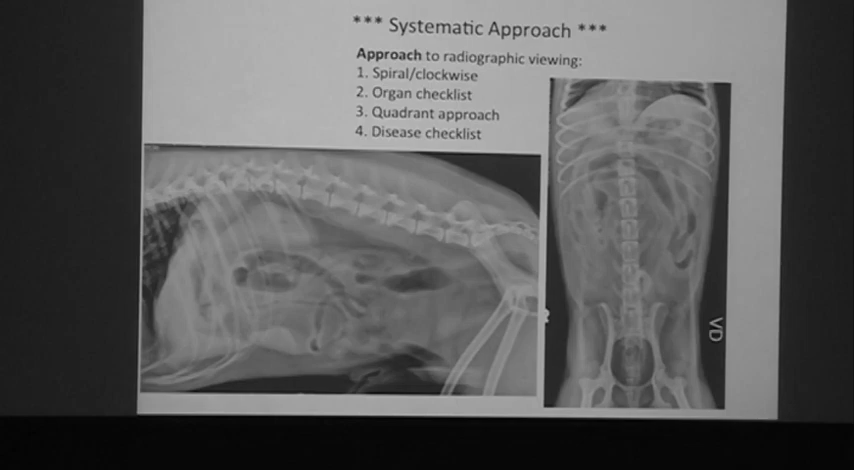 *** Systematic Approach ***
Approach to radiographic viewing:
1. Spiral/clockwise
2. Organ checklist
3. Quadrant approach
4. Disease checklist
VD